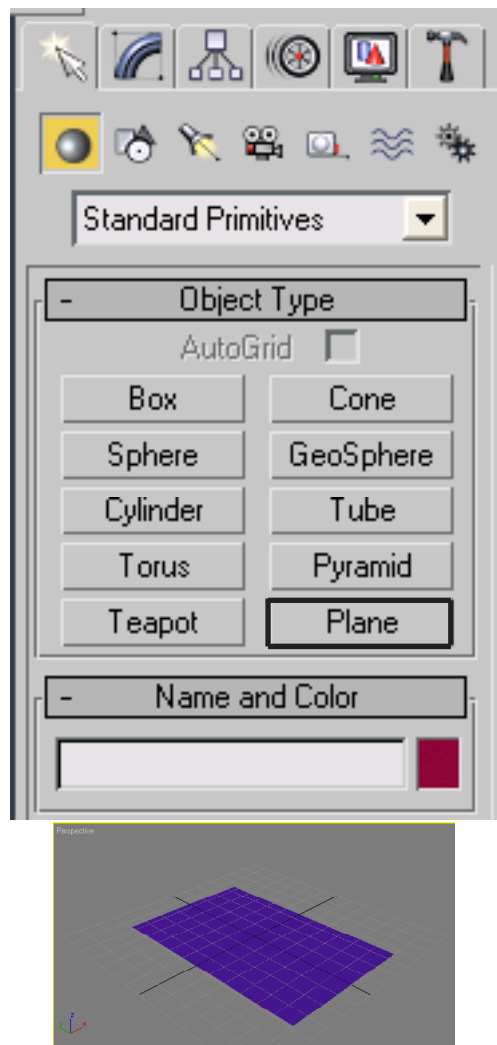 Standard Primitives
- Object Type
AutoGrid
Box Cone
Sphere GeoSphere
Cylinder Tube
Torus Pyramid
Teapot Plane
- Name and Color
Perspective
z
x